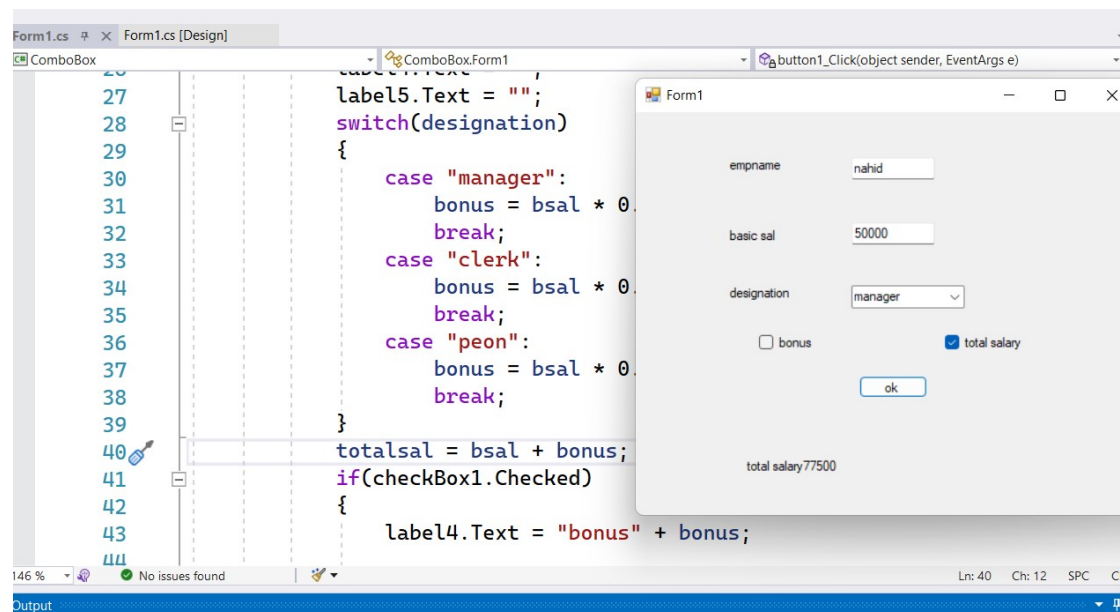 Form1.cs Form1.cs [Design]
C# ComboBox ComboBox.Form1 button1_Click(object sender, EventArgs e)
27 label5.Text = "";
28 switch(designation)
29 {
30 case "manager":
31 bonus = bsal * 0.
32 break;
33 case "clerk":
34 bonus = bsal * 0.
35 break;
36 case "peon":
37 bonus = bsal * 0.
38 break;
39 }
40 totalsal = bsal + bonus;
41 if(checkBox1.Checked)
42 {
43 label4.Text = "bonus" + bonus;
44
146 % No issues found Ln: 40 Ch: 12 SPC
Output
Form1
empname nahid
basic sal 50000
designation manager
bonus total salary
ok
total salary77500